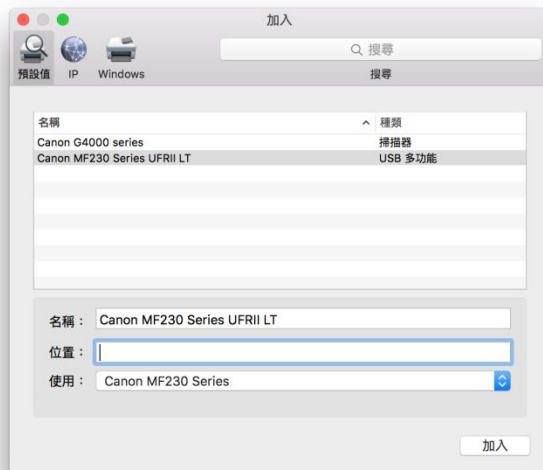 加入
搜尋
預設值 IP Windows 搜尋
名稱 種類
Canon G4000 series 掃描器
Canon MF230 Series UFRII LT USB 多功能
名稱： Canon MF230 Series UFRII LT
位置：
使用： Canon MF230 Series
加入